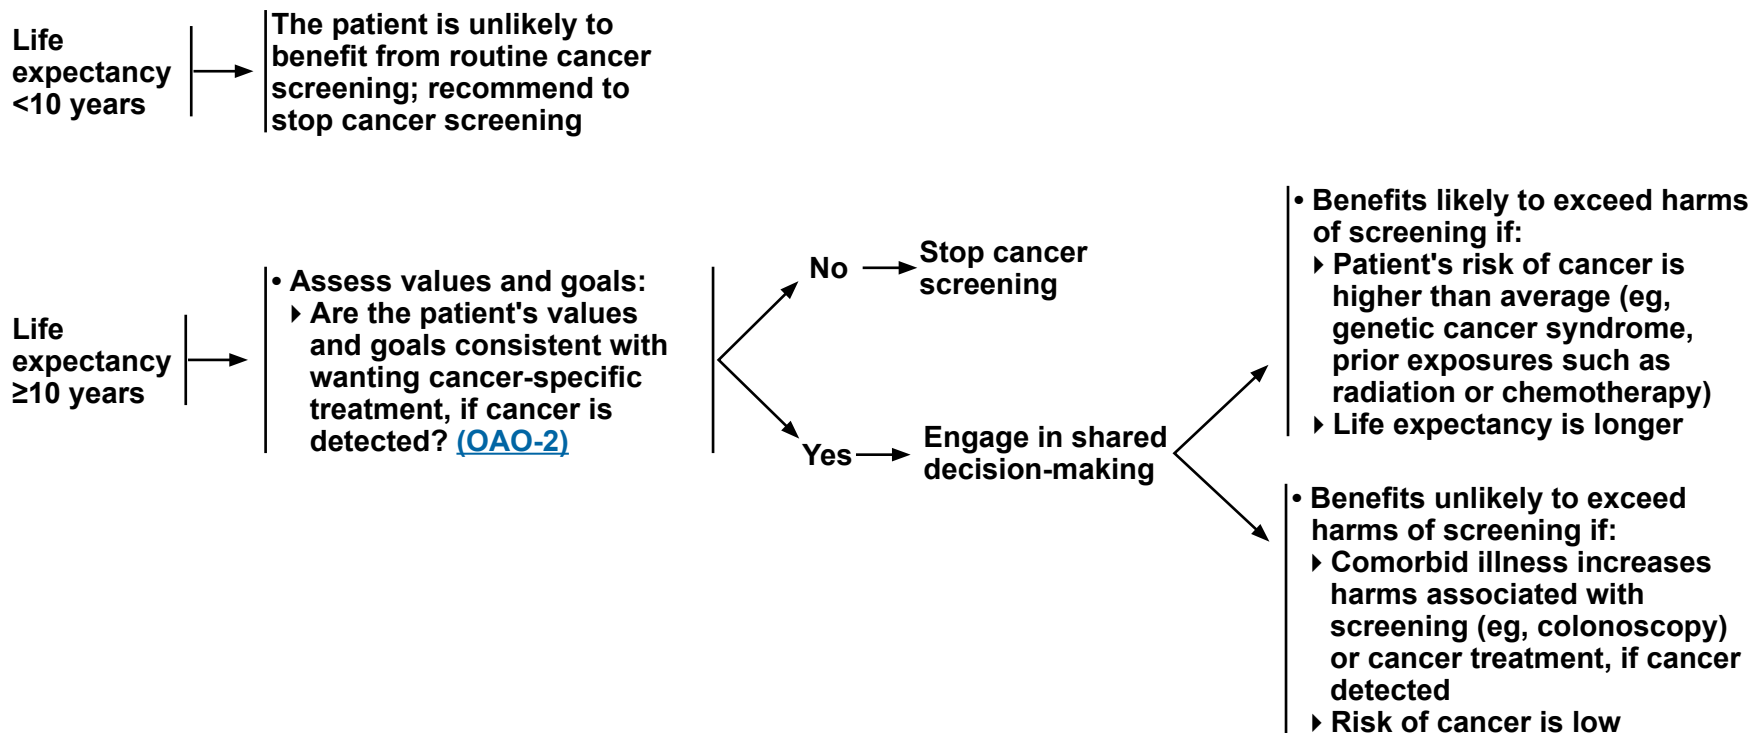 Life
expectancy
<10 years
The patient is unlikely to
benefit from routine cancer
screening; recommend to
stop cancer screening
Life
expectancy
≥10 years
• Assess values and goals:
▸ Are the patient's values
and goals consistent with
wanting cancer-specific
treatment, if cancer is
detected? (OAO-2)
No
Stop cancer
screening
Yes
Engage in shared
decision-making
• Benefits likely to exceed harms
of screening if:
▸ Patient's risk of cancer is
higher than average (eg,
genetic cancer syndrome,
prior exposures such as
radiation or chemotherapy)
▸ Life expectancy is longer
• Benefits unlikely to exceed
harms of screening if:
▸ Comorbid illness increases
harms associated with
screening (eg, colonoscopy)
or cancer treatment, if cancer
detected
▸ Risk of cancer is low